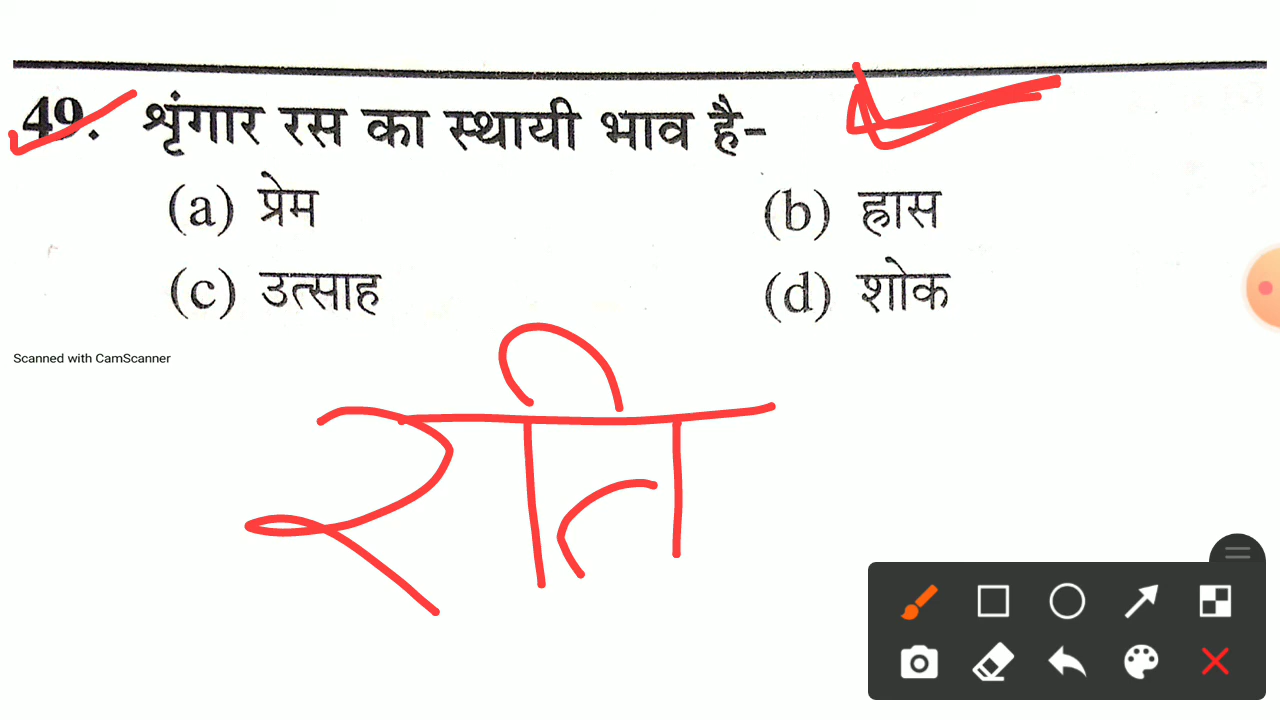 49. शृंगार रस का स्थायी भाव है-
(a) प्रेम (b) ह्रास
(c) उत्साह (d) शोक
Scanned with CamScanner
रति